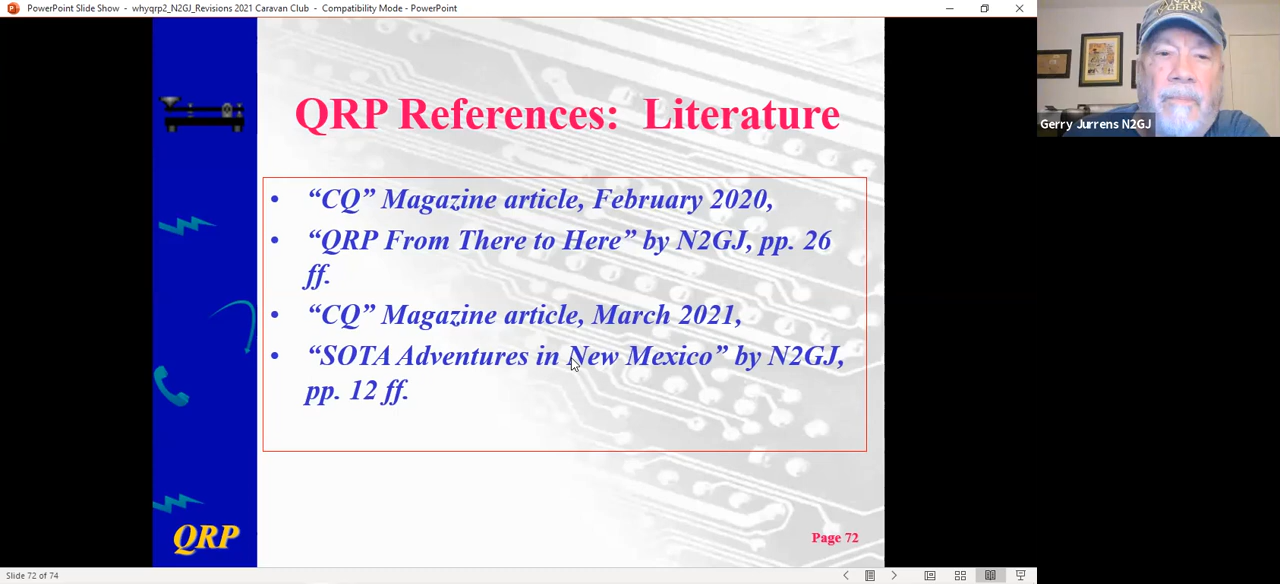 PowerPoint Slide Show - whyqrp2_N2GJ_Revisions 2021 Caravan Club - Compatibility Mode - PowerPoint
QRP References: Literature
• “CQ” Magazine article, February 2020,
• “QRP From There to Here” by N2GJ, pp. 26
ff.
• “CQ” Magazine article, March 2021,
• “SOTA Adventures in New Mexico” by N2GJ,
pp. 12 ff.
QRP
Page 72
Slide 72 of 74
Gerry Jurrens N2GJ